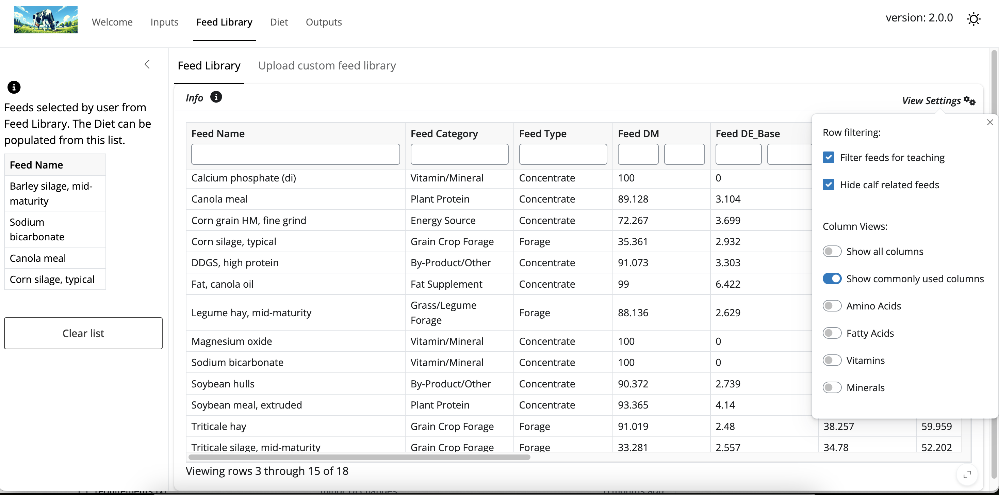 Welcome Inputs Feed Library Diet Outputs version: 2.0.0
Feeds selected by user from
Feed Library. The Diet can be
populated from this list.
Feed Name
Barley silage, mid-
maturity
Sodium
bicarbonate
Canola meal
Corn silage, typical
Clear list
Feed Library Upload custom feed library
Info View Settings
Feed Name Feed Category Feed Type Feed DM Feed DE_Base
Calcium phosphate (di) Vitamin/Mineral Concentrate 100 0
Canola meal Plant Protein Concentrate 89.128 3.104
Corn grain HM, fine grind Energy Source Concentrate 72.267 3.699
Corn silage, typical Grain Crop Forage Forage 35.361 2.932
DDGS, high protein By-Product/Other Concentrate 91.073 3.303
Fat, canola oil Fat Supplement Concentrate 99 6.422
Legume hay, mid-maturity Grass/Legume Forage Forage 88.136 2.629
Magnesium oxide Vitamin/Mineral Concentrate 100 0
Sodium bicarbonate Vitamin/Mineral Concentrate 100 0
Soybean hulls By-Product/Other Concentrate 90.372 2.739
Soybean meal, extruded Plant Protein Concentrate 93.365 4.14
Triticale hay Grain Crop Forage Forage 91.019 2.48 38.257 59.959
Triticale silage, mid-maturity Grain Crop Forage Forage 33.281 2.557 34.78 52.202
Viewing rows 3 through 15 of 18
Row filtering:
Filter feeds for teaching
Hide calf related feeds
Column Views:
Show all columns
Show commonly used columns
Amino Acids
Fatty Acids
Vitamins
Minerals